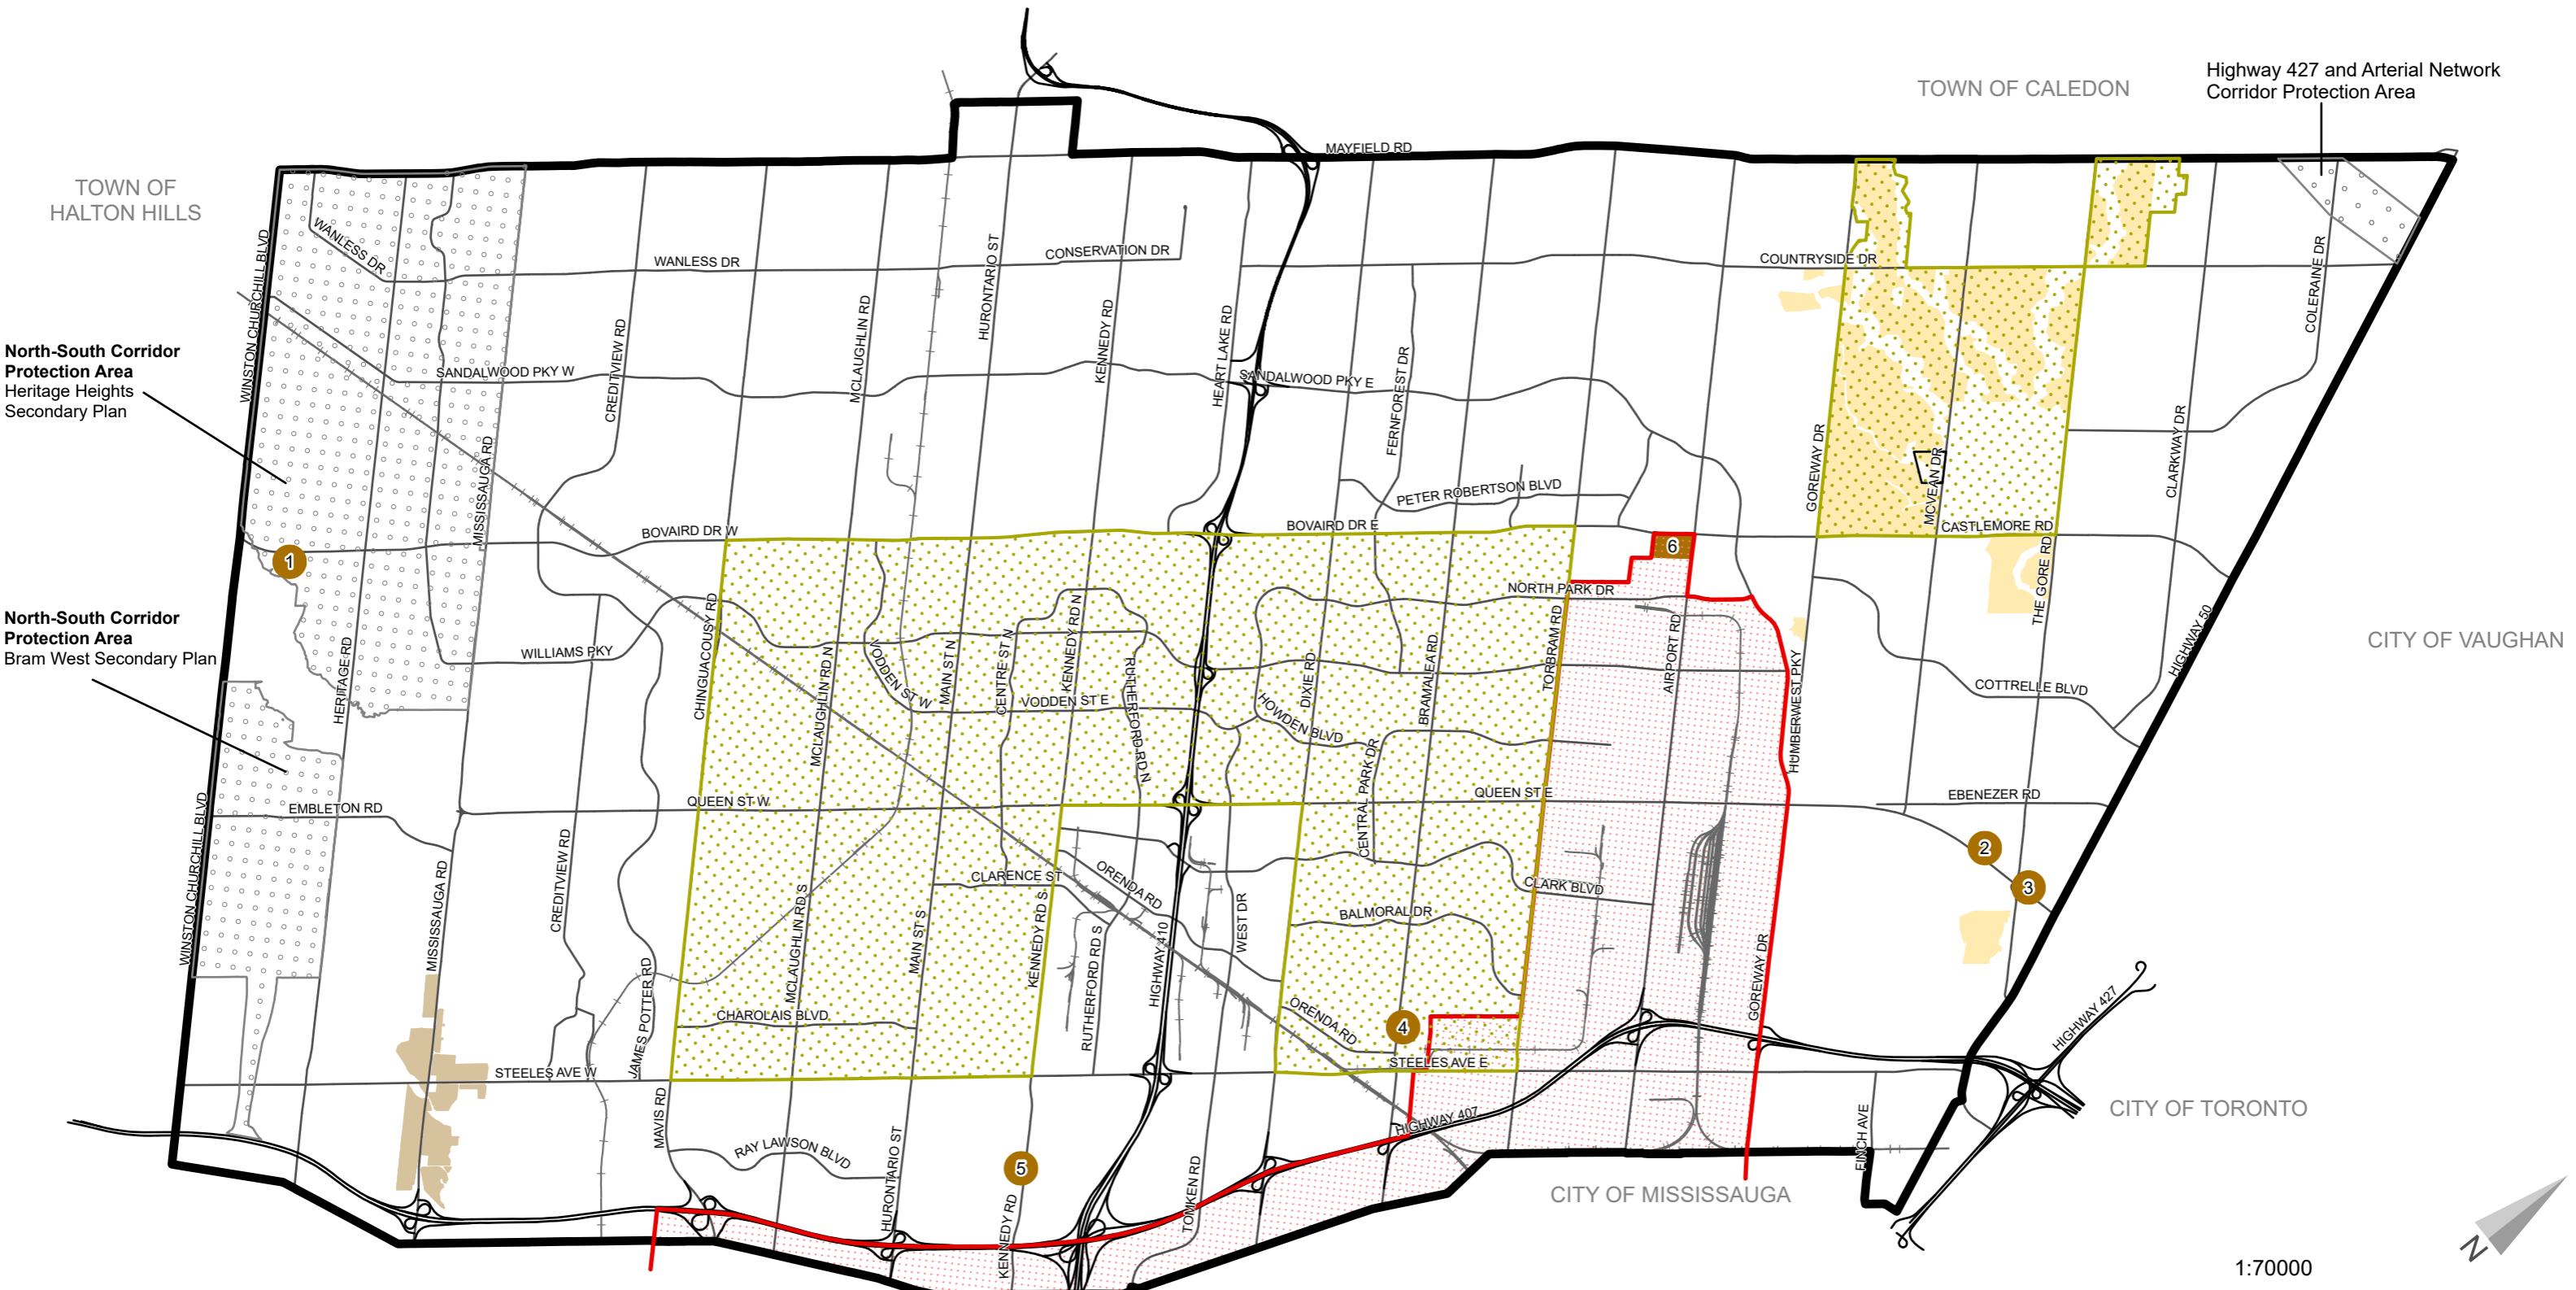 TOWN OF CALEDON
Highway 427 and Arterial Network
Corridor Protection Area
MAYFIELD RD
TOWN OF
HALTON HILLS
WANLESS DR
WANLESS DR
CONSERVATION DR
COUNTRYSIDE DR
WINSTON CHURCHILL BLVD
HURONTARIO ST
COLERAINE DR
North-South Corridor
Protection Area
Heritage Heights
Secondary Plan
CREDITVIEW RD
MCLAUGHLIN RD
KENNEDY RD
HEART LAKE RD
SANDALWOOD PKY W
SANDALWOOD PKY E
FERNFOREST DR
GOREWAY DR
MCVEAN DR
CLARKWAY DR
MISSISSAUGA RD
PETER ROBERTSON BLVD
BOVAIRD DR W
BOVAIRD DR E
CASTLEMORE RD
1
6
NORTH PARK DR
THE GORE RD
North-South Corridor
Protection Area
Bram West Secondary Plan
HERITAGE RD
WILLIAMS PKY
CHINGUACOUSY RD
MCLAUGHLIN RD N
VODDEN ST W
MAIN ST N
CENTRE ST N
KENNEDY RD N
RUTHERFORD RD N
VODDEN ST E
HOWDEN BLVD
DIXIE RD
BRAMALEA RD
TORBRAM RD
AIRPORT RD
HUMBERWEST PKY
COTTRELLE BLVD
HIGHWAY 50
CITY OF VAUGHAN
CENTRAL PARK DR
EMBLETON RD
QUEEN ST W
QUEEN ST E
EBENEZER RD
WINSTON CHURCHILL BLVD
MISSISSAUGA RD
CREDITVIEW RD
2
3
CLARENCE ST
ORENDA RD
CLARK BLVD
BALMORAL DR
JAMES POTTER RD
MCLAUGHLIN RD S
MAIN ST S
KENNEDY RD S
RUTHERFORD RD S
HIGHWAY 410
WEST DR
GOREWAY DR
CHAROLAIS BLVD
ORENDA RD
4
HIGHWAY 427
STEELES AVE W
STEELES AVE E
MAVIS RD
RAY LAWSON BLVD
HURONTARIO ST
5
KENNEDY RD
TOMKEN RD
HIGHWAY 407
FINCH AVE
CITY OF TORONTO
CITY OF MISSISSAUGA
N
1:70000